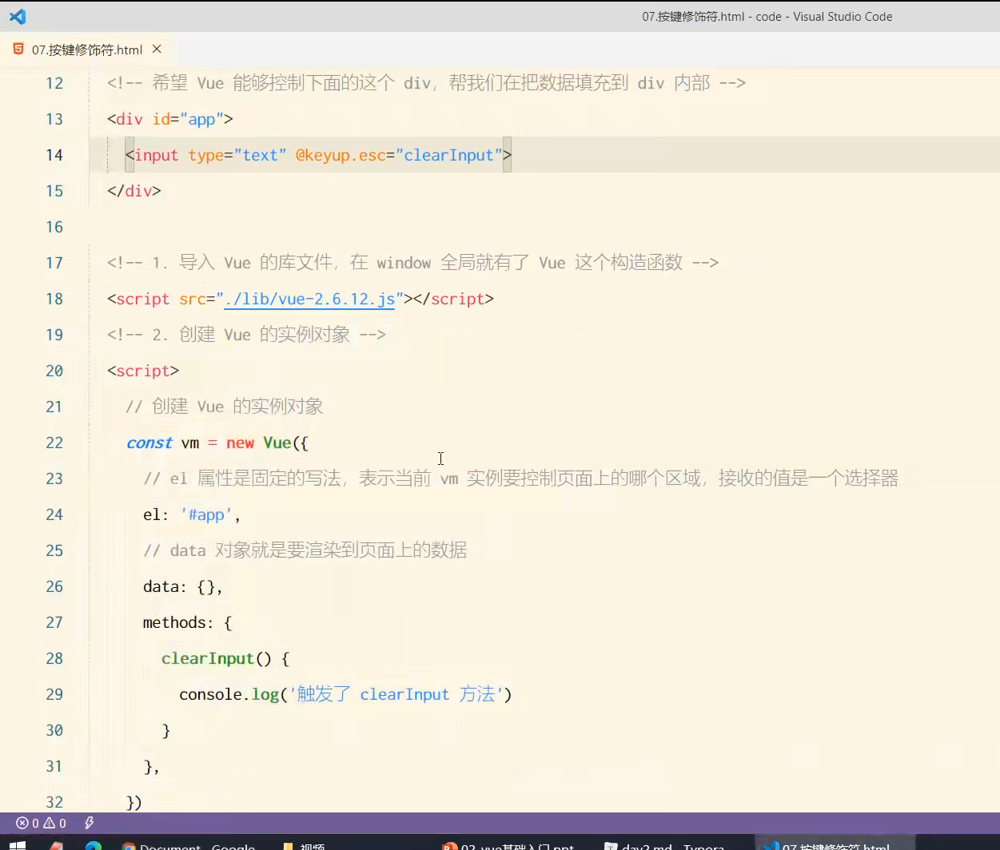 07.按键修饰符.html - code - Visual Studio Code
07.按键修饰符.html
12 <!-- 希望 Vue 能够控制下面的这个 div，帮我们在把数据填充到 div 内部 -->
13 <div id="app">
14 <input type="text" @keyup.esc="clearInput">
15 </div>
16
17 <!-- 1. 导入 Vue 的库文件，在 window 全局就有了 Vue 这个构造函数 -->
18 <script src="./lib/vue-2.6.12.js"></script>
19 <!-- 2. 创建 Vue 的实例对象 -->
20 <script>
21 // 创建 Vue 的实例对象
22 const vm = new Vue({
23 // el 属性是固定的写法，表示当前 vm 实例要控制页面上的哪个区域，接收的值是一个选择器
24 el: '#app',
25 // data 对象就是要渲染到页面上的数据
26 data: {},
27 methods: {
28 clearInput() {
29 console.log('触发了 clearInput 方法')
30 }
31 },
32 })
0 0
Document - Google 视频 02.vue基础入门.ppt day2.md - Typora 07.按键修饰符.html